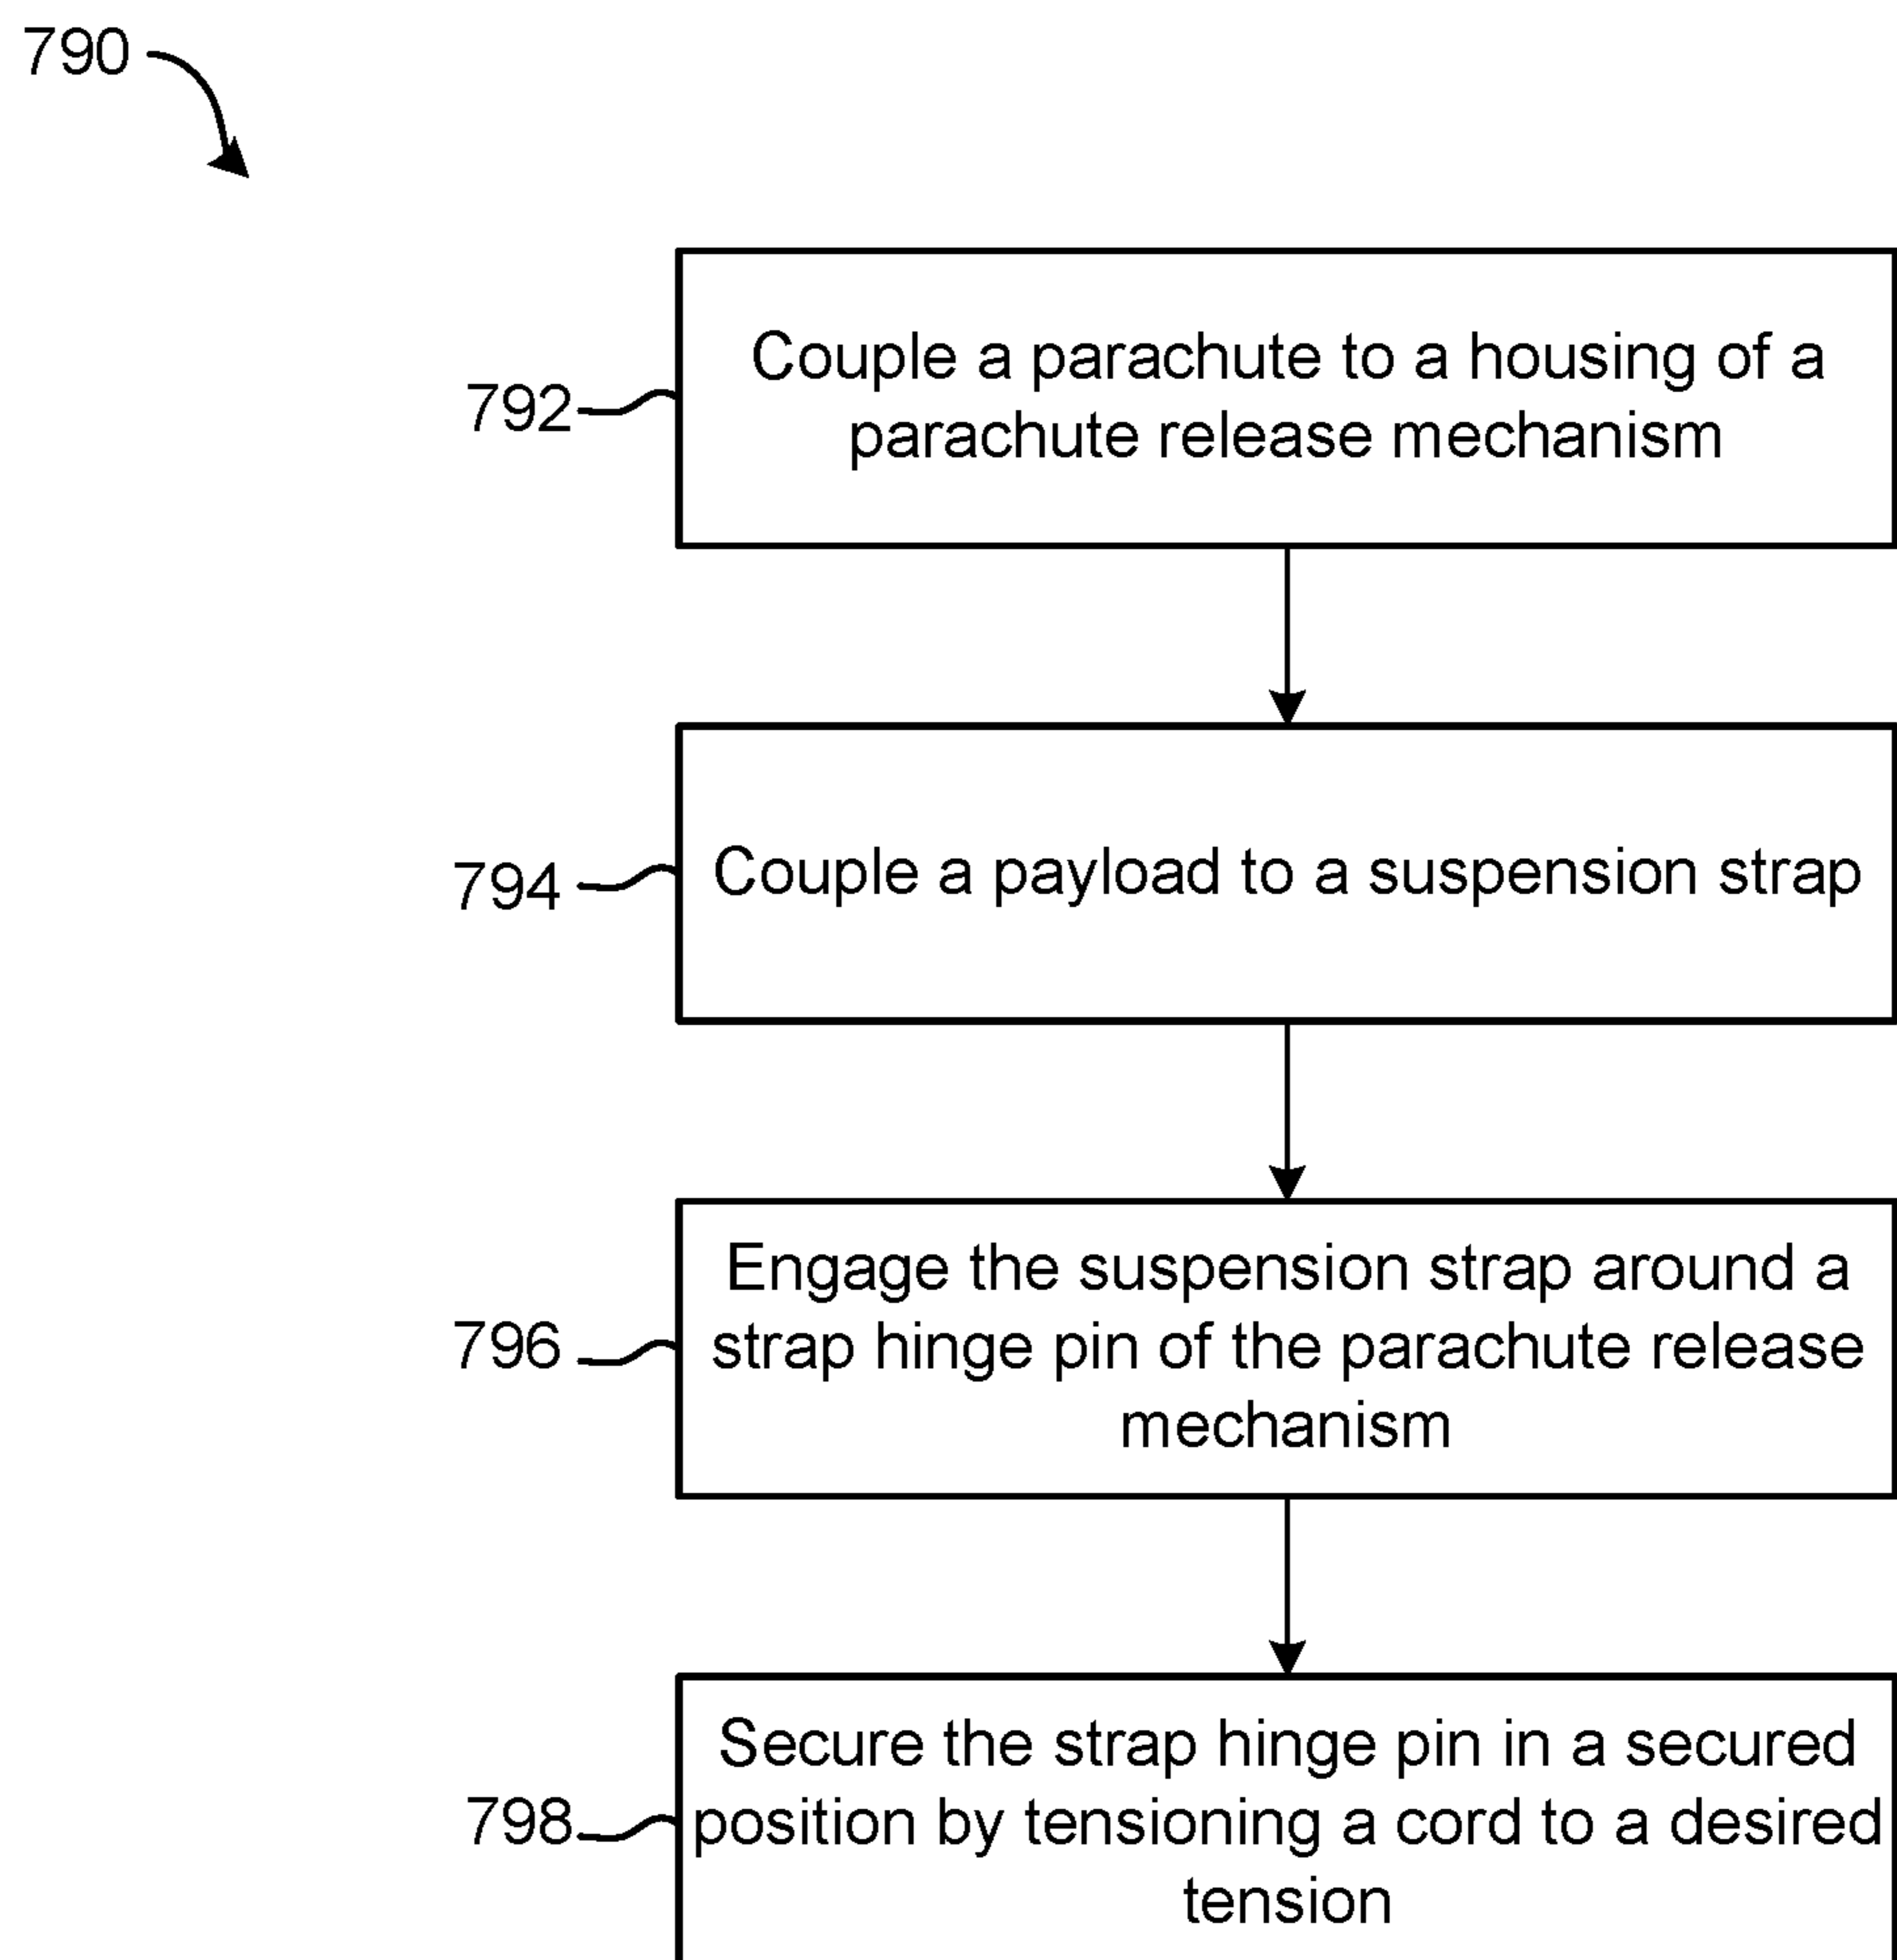 790
792
Couple a parachute to a housing of a
parachute release mechanism
794
Couple a payload to a suspension strap
796
Engage the suspension strap around a
strap hinge pin of the parachute release
mechanism
798
Secure the strap hinge pin in a secured
position by tensioning a cord to a desired
tension